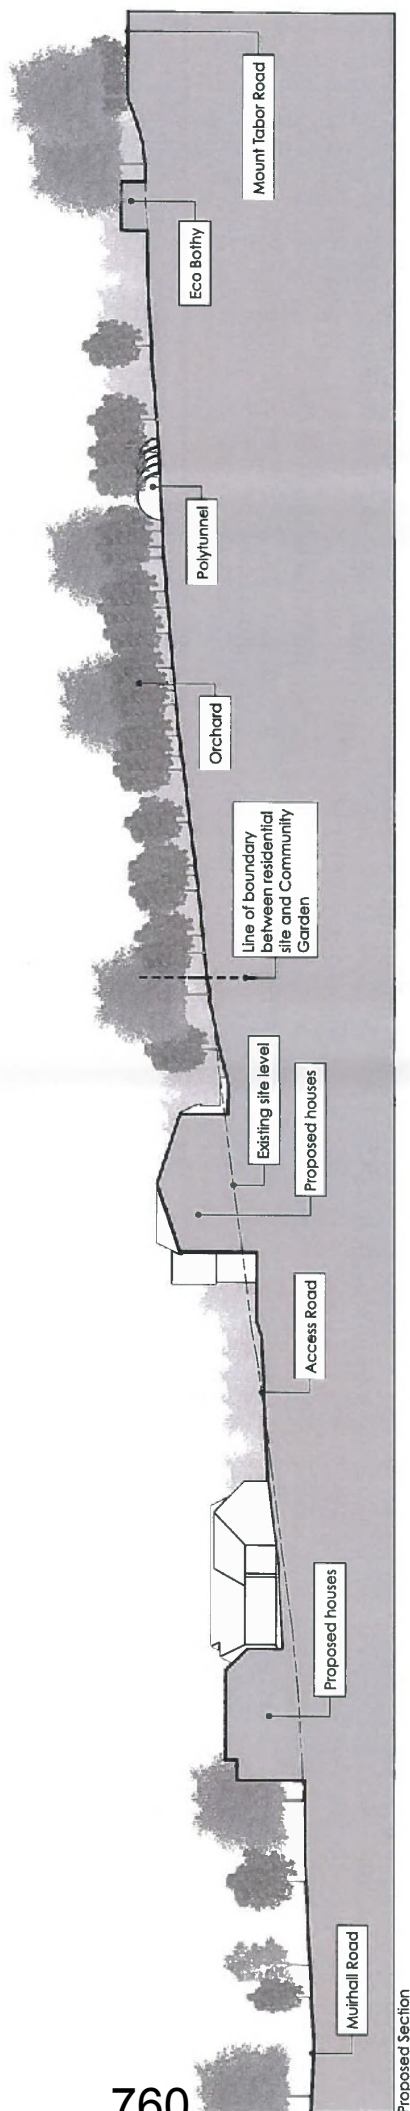 Mount Tabor Road
Eco Bothy
Polytunnel
Orchard
Line of boundary
between residential
site and Community
Garden
Existing site level
Proposed houses
Access Road
Proposed houses
Muirhall Road
Proposed Section
760